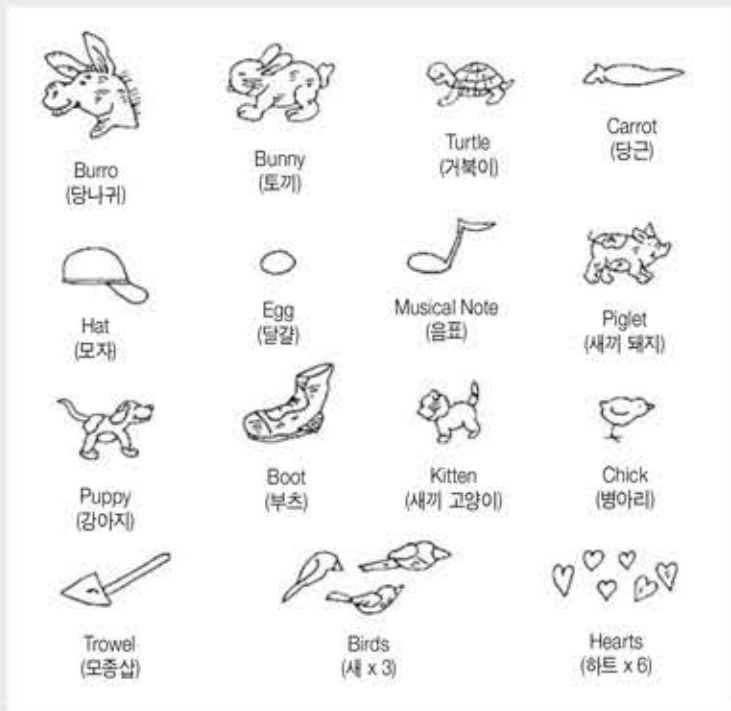 Burro
(당나귀)
Bunny
(토끼)
Turtle
(거북이)
Carrot
(당근)
Hat
(모자)
Egg
(달걀)
Musical Note
(음표)
Piglet
(새끼 돼지)
Puppy
(강아지)
Boot
(부츠)
Kitten
(새끼 고양이)
Chick
(병아리)
Trowel
(모종삽)
Birds
(새 x 3)
Hearts
(하트 x 6)